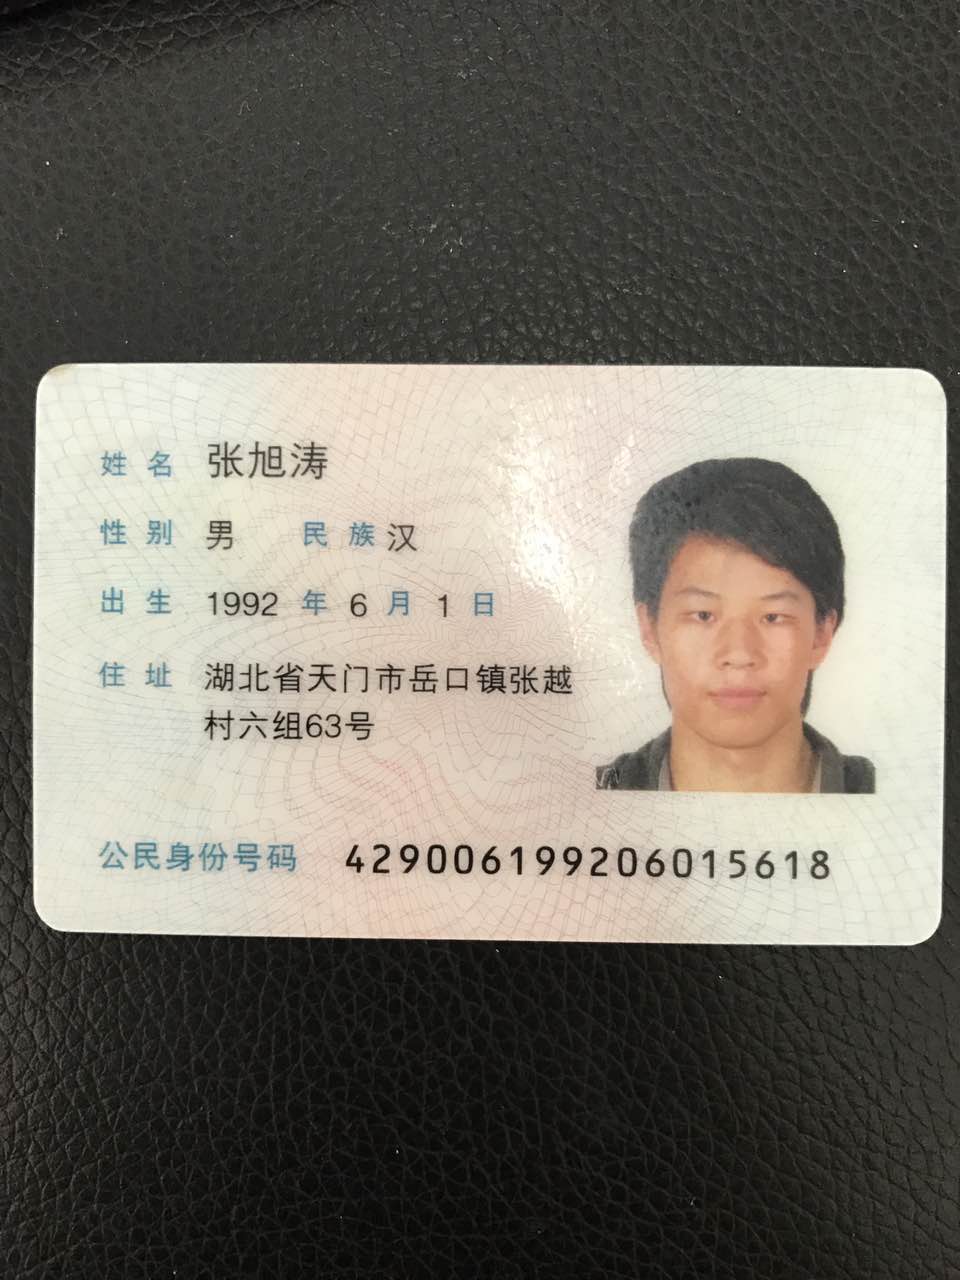 姓名 张旭涛
性别 男 民族 汉
出生 1992 年 6 月 1 日
住址 湖北省天门市岳口镇张越
村六组63号
公民身份号码 429006199206015618